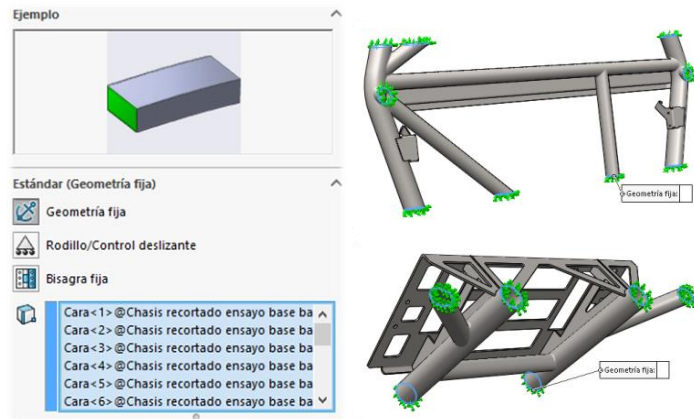 Ejemplo
Estándar (Geometría fija)
Geometría fija
Rodillo/Control deslizante
Bisagra fija
Cara<1>@Chasis recortado ensayo base ba
Cara<2>@Chasis recortado ensayo base ba
Cara<3>@Chasis recortado ensayo base ba
Cara<4>@Chasis recortado ensayo base ba
Cara<5>@Chasis recortado ensayo base ba
Cara<6>@Chasis recortado ensayo base ba
Geometría fija:
Geometría fija: